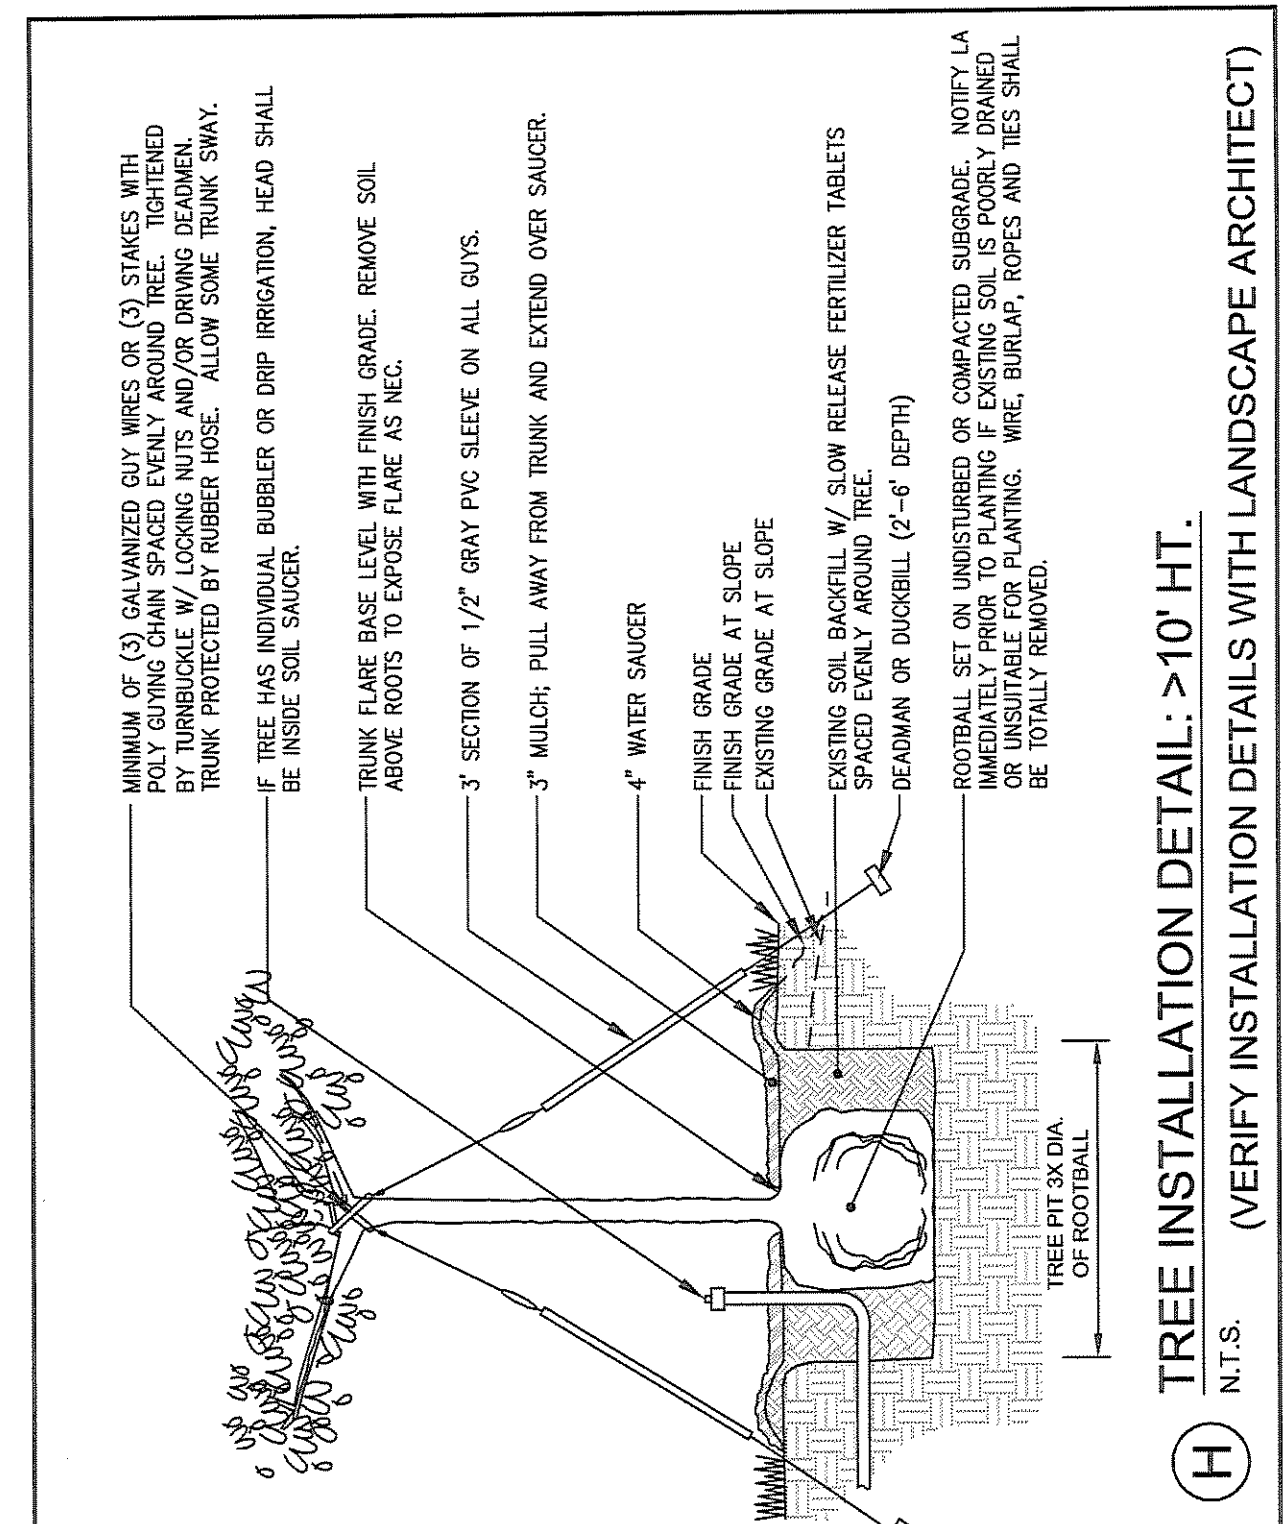 MINIMUM OF (3) GALVANIZED GUY WIRES OR (3) STAKES WITH
POLY GUYING CHAIN SPACED EVENLY AROUND TREE. TIGHTENED
BY TURNBUCKLE W/ LOCKING NUTS AND/OR DRIVING DEADMEN.
TRUNK PROTECTED BY RUBBER HOSE. ALLOW SOME TRUNK SWAY.
IF TREE HAS INDIVIDUAL BUBBLER OR DRIP IRRIGATION, HEAD SHALL
BE INSIDE SOIL SAUCER.
TRUNK FLARE BASE LEVEL WITH FINISH GRADE. REMOVE SOIL
ABOVE ROOTS TO EXPOSE FLARE AS NEC.
3' SECTION OF 1/2" GRAY PVC SLEEVE ON ALL GUYS.
3" MULCH; PULL AWAY FROM TRUNK AND EXTEND OVER SAUCER.
4" WATER SAUCER
FINISH GRADE
FINISH GRADE AT SLOPE
EXISTING GRADE AT SLOPE
EXISTING SOIL BACKFILL W/ SLOW RELEASE FERTILIZER TABLETS
SPACED EVENLY AROUND TREE.
DEADMAN OR DUCKBILL (2'-6' DEPTH)
ROOTBALL SET ON UNDISTURBED OR COMPACTED SUBGRADE. NOTIFY LA
IMMEDIATELY PRIOR TO PLANTING IF EXISTING SOIL IS POORLY DRAINED
OR UNSUITABLE FOR PLANTING. WIRE, BURLAP, ROPES AND TIES SHALL
BE TOTALLY REMOVED.
TREE PIT 3X DIA.
OF ROOTBALL
H TREE INSTALLATION DETAIL: >10' HT.
N.T.S. (VERIFY INSTALLATION DETAILS WITH LANDSCAPE ARCHITECT)